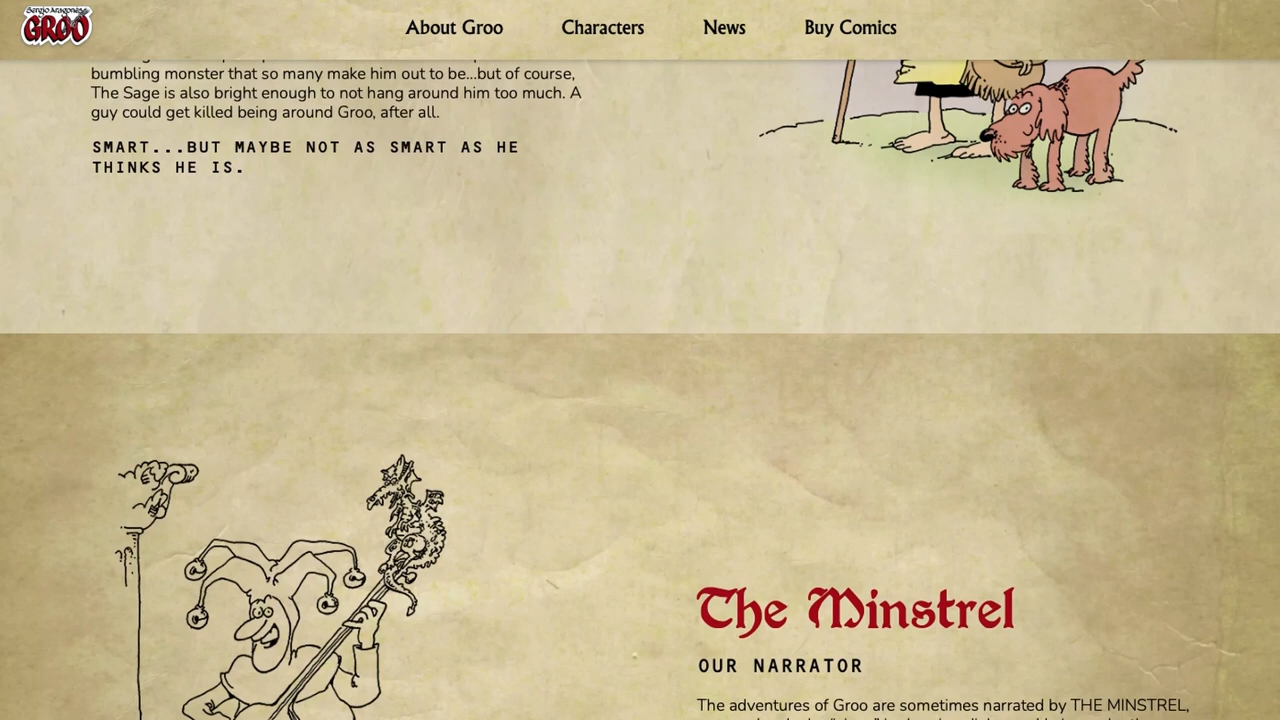 Sergio Aragonés
GROO
About Groo
Characters
News
Buy Comics
bumbling monster that so many make him out to be...but of course,
The Sage is also bright enough to not hang around him too much. A
guy could get killed being around Groo, after all.
SMART...BUT MAYBE NOT AS SMART AS HE
THINKS HE IS.
The Minstrel
OUR NARRATOR
The adventures of Groo are sometimes narrated by THE MINSTREL,